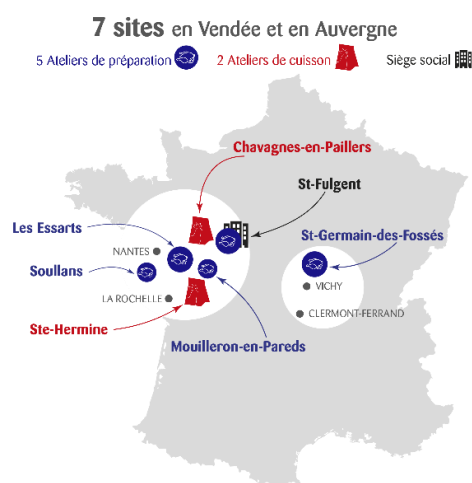 7 sites en Vendée et en Auvergne
5 Ateliers de préparation 2 Ateliers de cuisson Siège social
Chavagnes-en-Paillers
St-Fulgent
Les Essarts
St-Germain-des-Fossés
NANTES
Soullans
VICHY
LA ROCHELLE
CLERMONT-FERRAND
Ste-Hermine
Mouilleron-en-Pareds